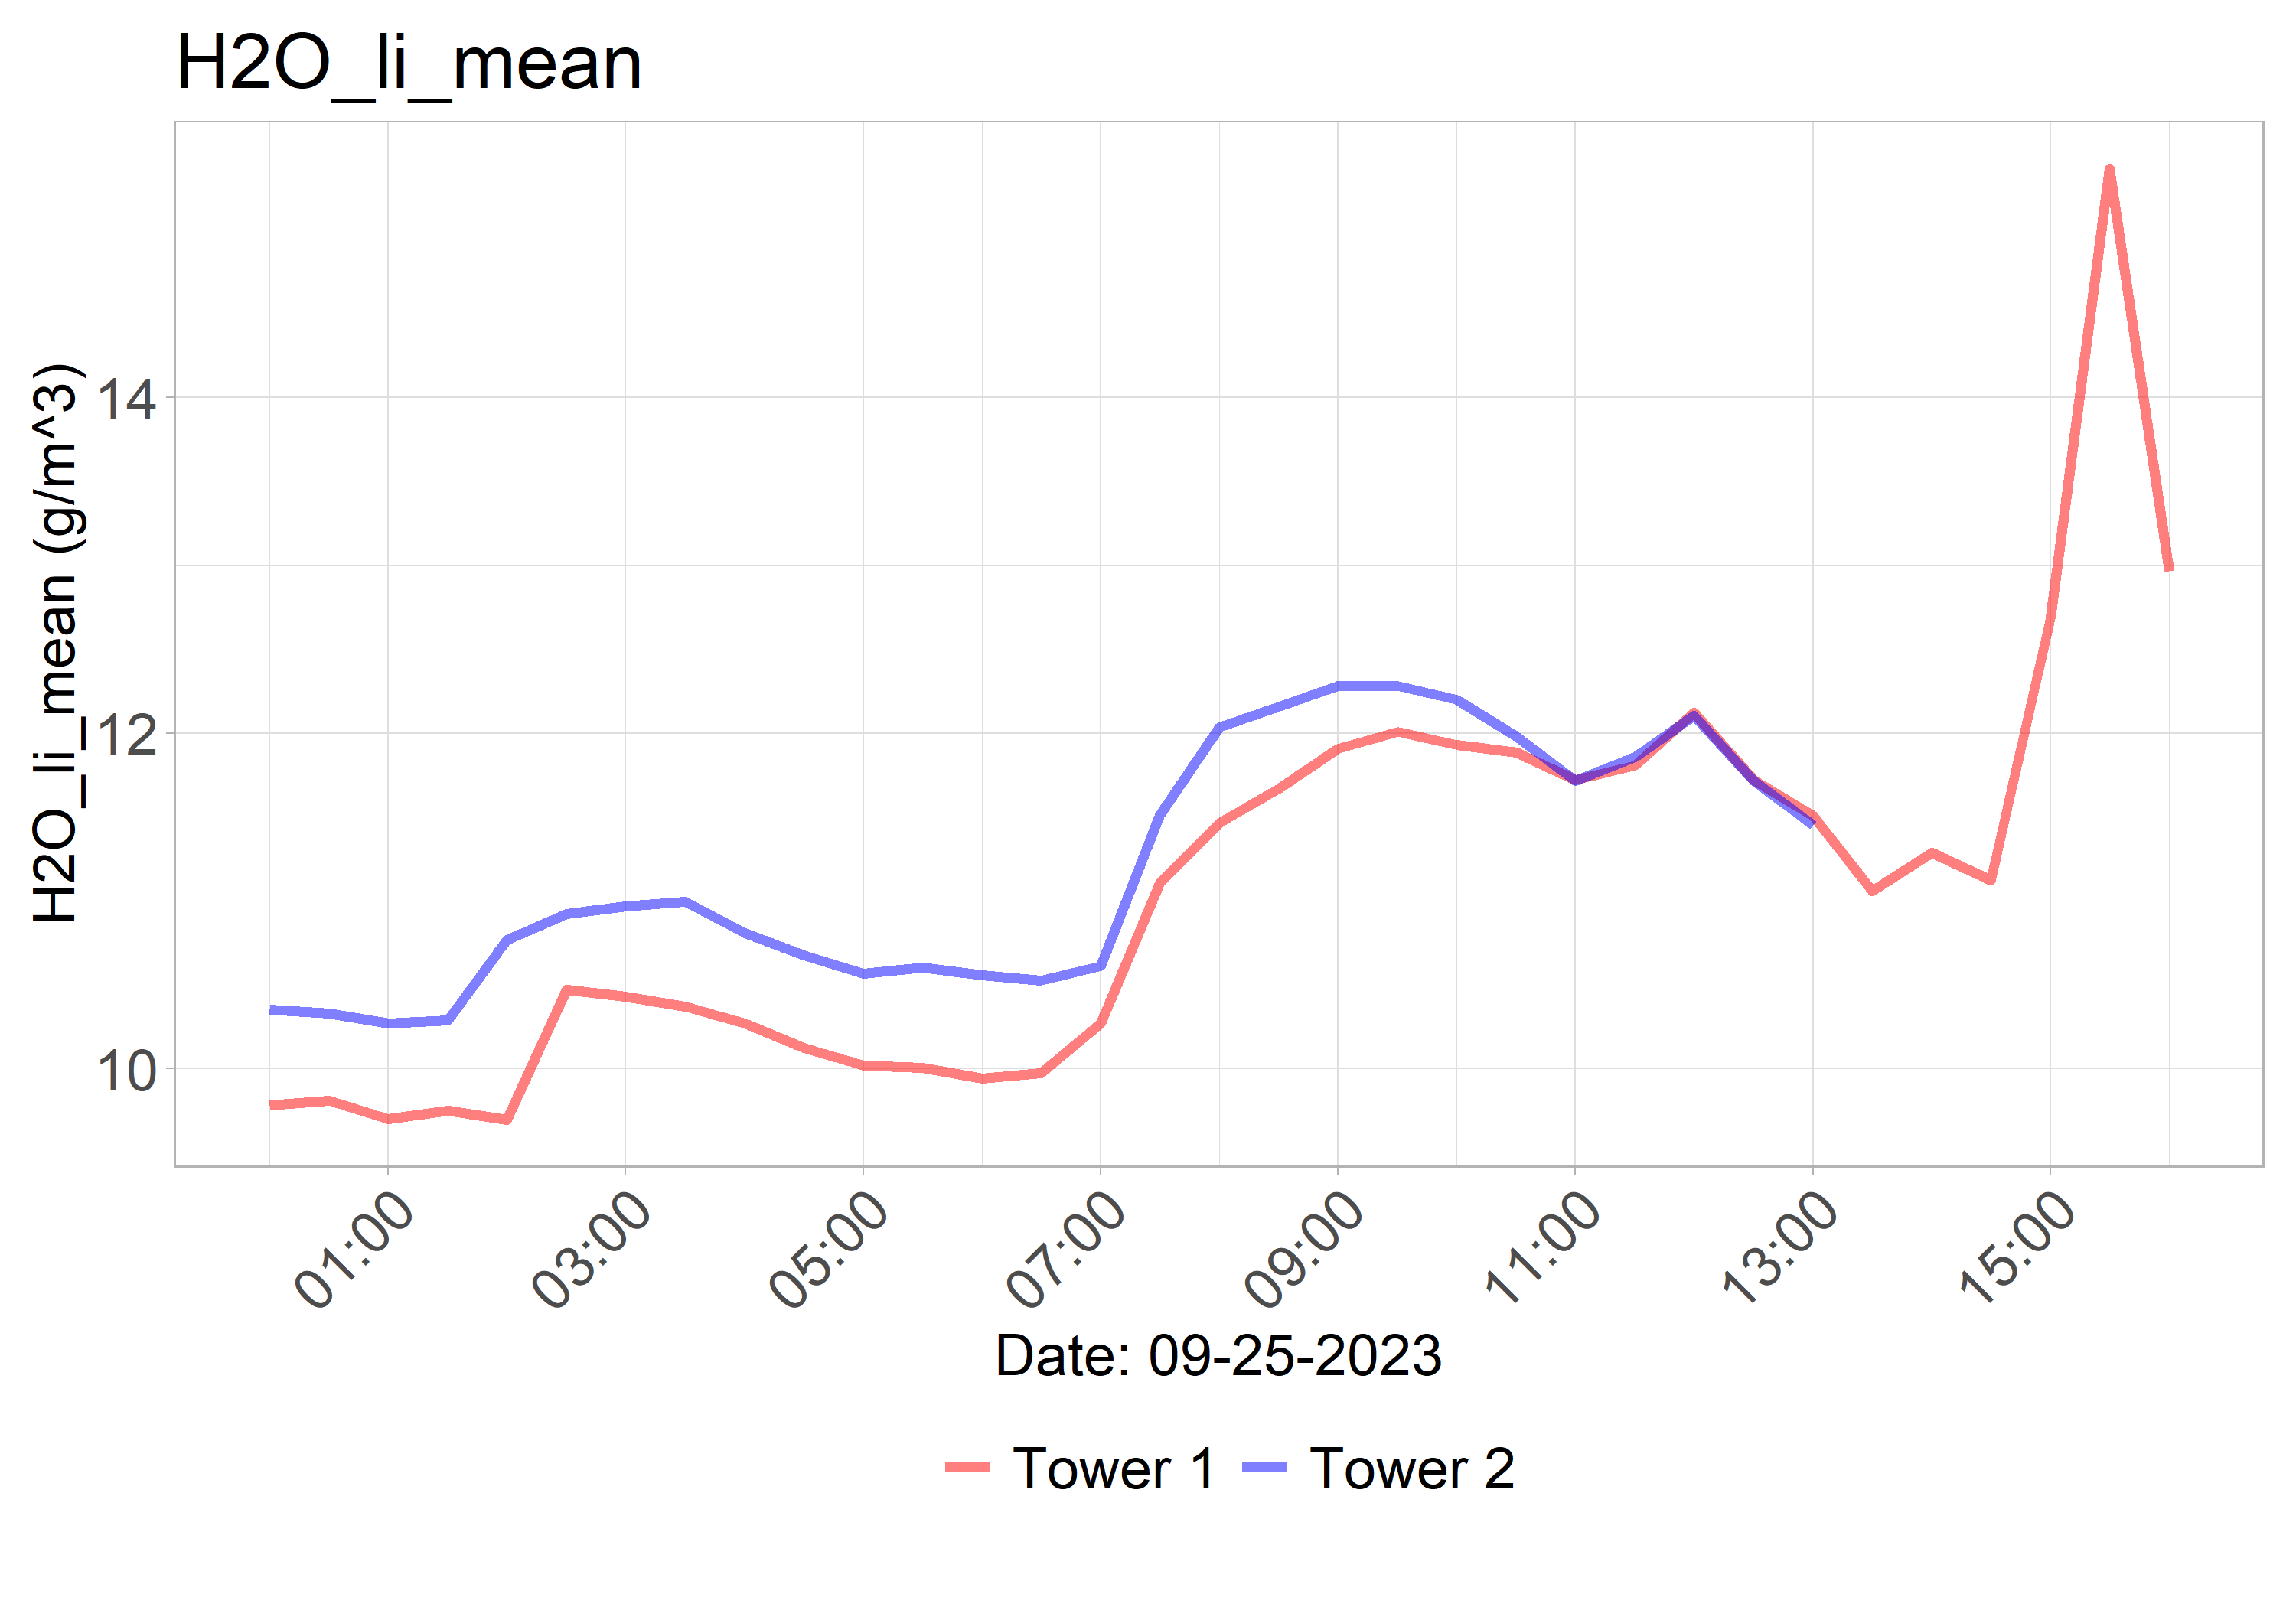 H2O_li_mean
H2O_li_mean (g/m^3)
14
12
10
01:00 03:00 05:00 07:00 09:00 11:00 13:00 15:00
Date: 09-25-2023
Tower 1 Tower 2